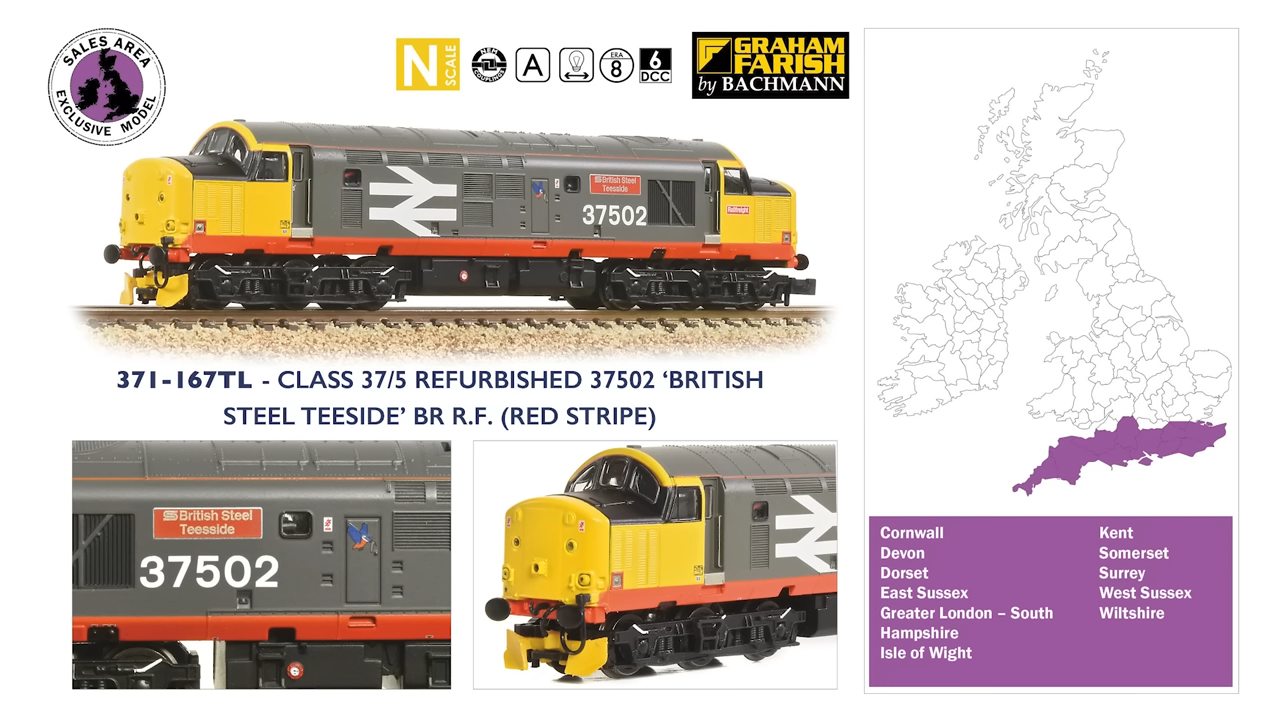 SALES AREA
EXCLUSIVE MODEL
N SCALE
NEM
COUPLINGS
A
ERA
8
6
DCC
GRAHAM
FARISH
by BACHMANN
British Steel
Teesside
37502
Railfreight
371-167TL - CLASS 37/5 REFURBISHED 37502 ‘BRITISH
STEEL TEESIDE’ BR R.F. (RED STRIPE)
British Steel
Teesside
37502
Cornwall
Devon
Dorset
East Sussex
Greater London – South
Hampshire
Isle of Wight
Kent
Somerset
Surrey
West Sussex
Wiltshire